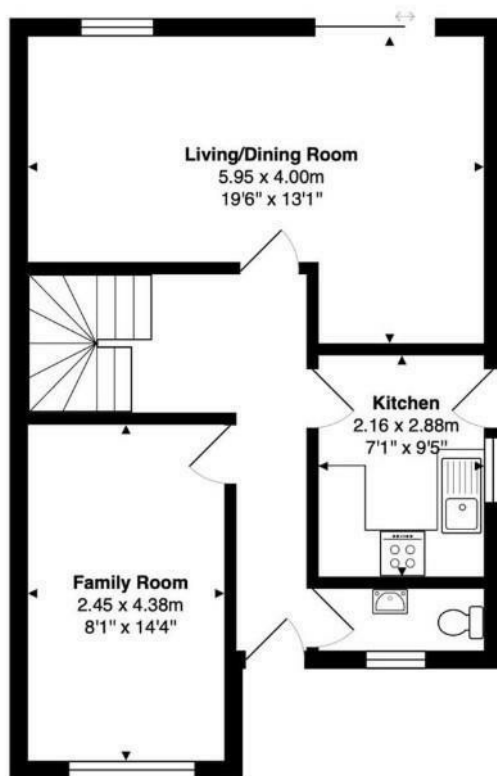 Living/Dining Room
5.95 x 4.00m
19'6" x 13'1"
Kitchen
2.16 x 2.88m
7'1" x 9'5"
Family Room
2.45 x 4.38m
8'1" x 14'4"